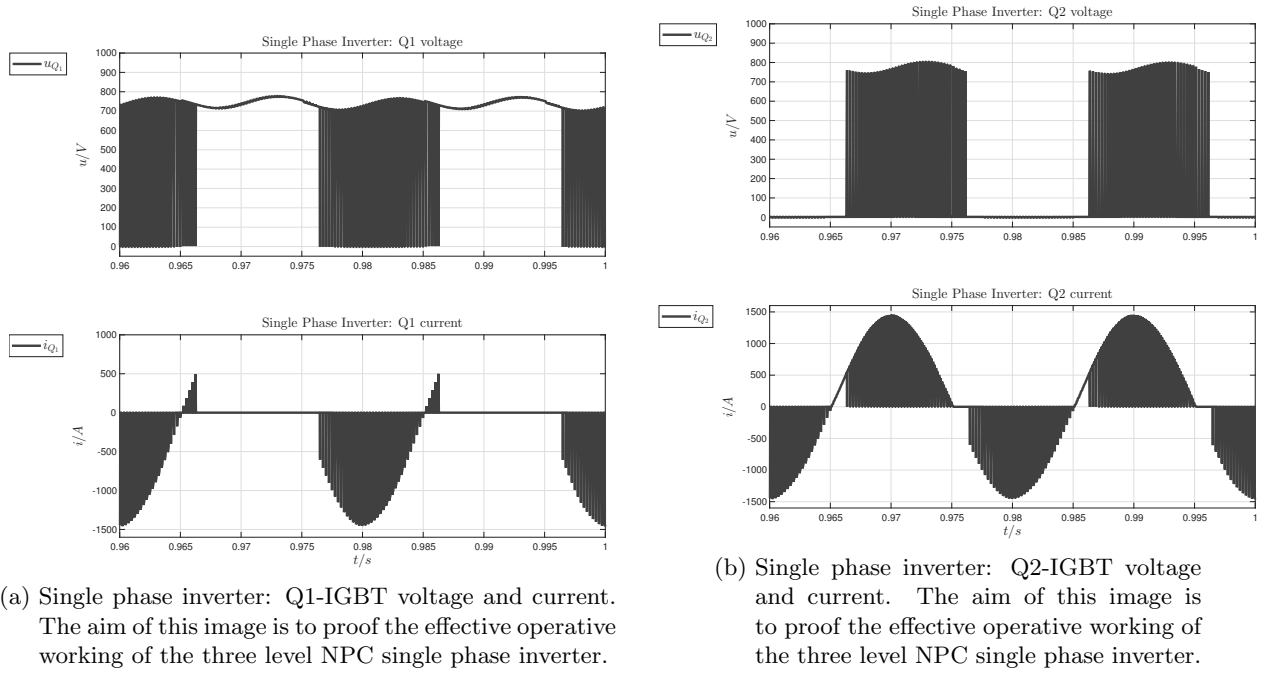 Single Phase Inverter: Q1 voltage
u_{Q_1}
u/V
1000
900
800
700
600
500
400
300
200
100
0
0.96 0.965 0.97 0.975 0.98 0.985 0.99 0.995 1
Single Phase Inverter: Q1 current
i_{Q_1}
i/A
500
0
-500
-1000
-1500
0.96 0.965 0.97 0.975 0.98 0.985 0.99 0.995 1
t/s
(a) Single phase inverter: Q1-IGBT voltage and current.
The aim of this image is to proof the effective operative
working of the three level NPC single phase inverter.
Single Phase Inverter: Q2 voltage
u_{Q_2}
u/V
1000
900
800
700
600
500
400
300
200
100
0
0.96 0.965 0.97 0.975 0.98 0.985 0.99 0.995 1
Single Phase Inverter: Q2 current
i_{Q_2}
i/A
1500
1000
500
0
-500
-1000
-1500
0.96 0.965 0.97 0.975 0.98 0.985 0.99 0.995 1
t/s
(b) Single phase inverter: Q2-IGBT voltage
and current. The aim of this image is
to proof the effective operative working of
the three level NPC single phase inverter.